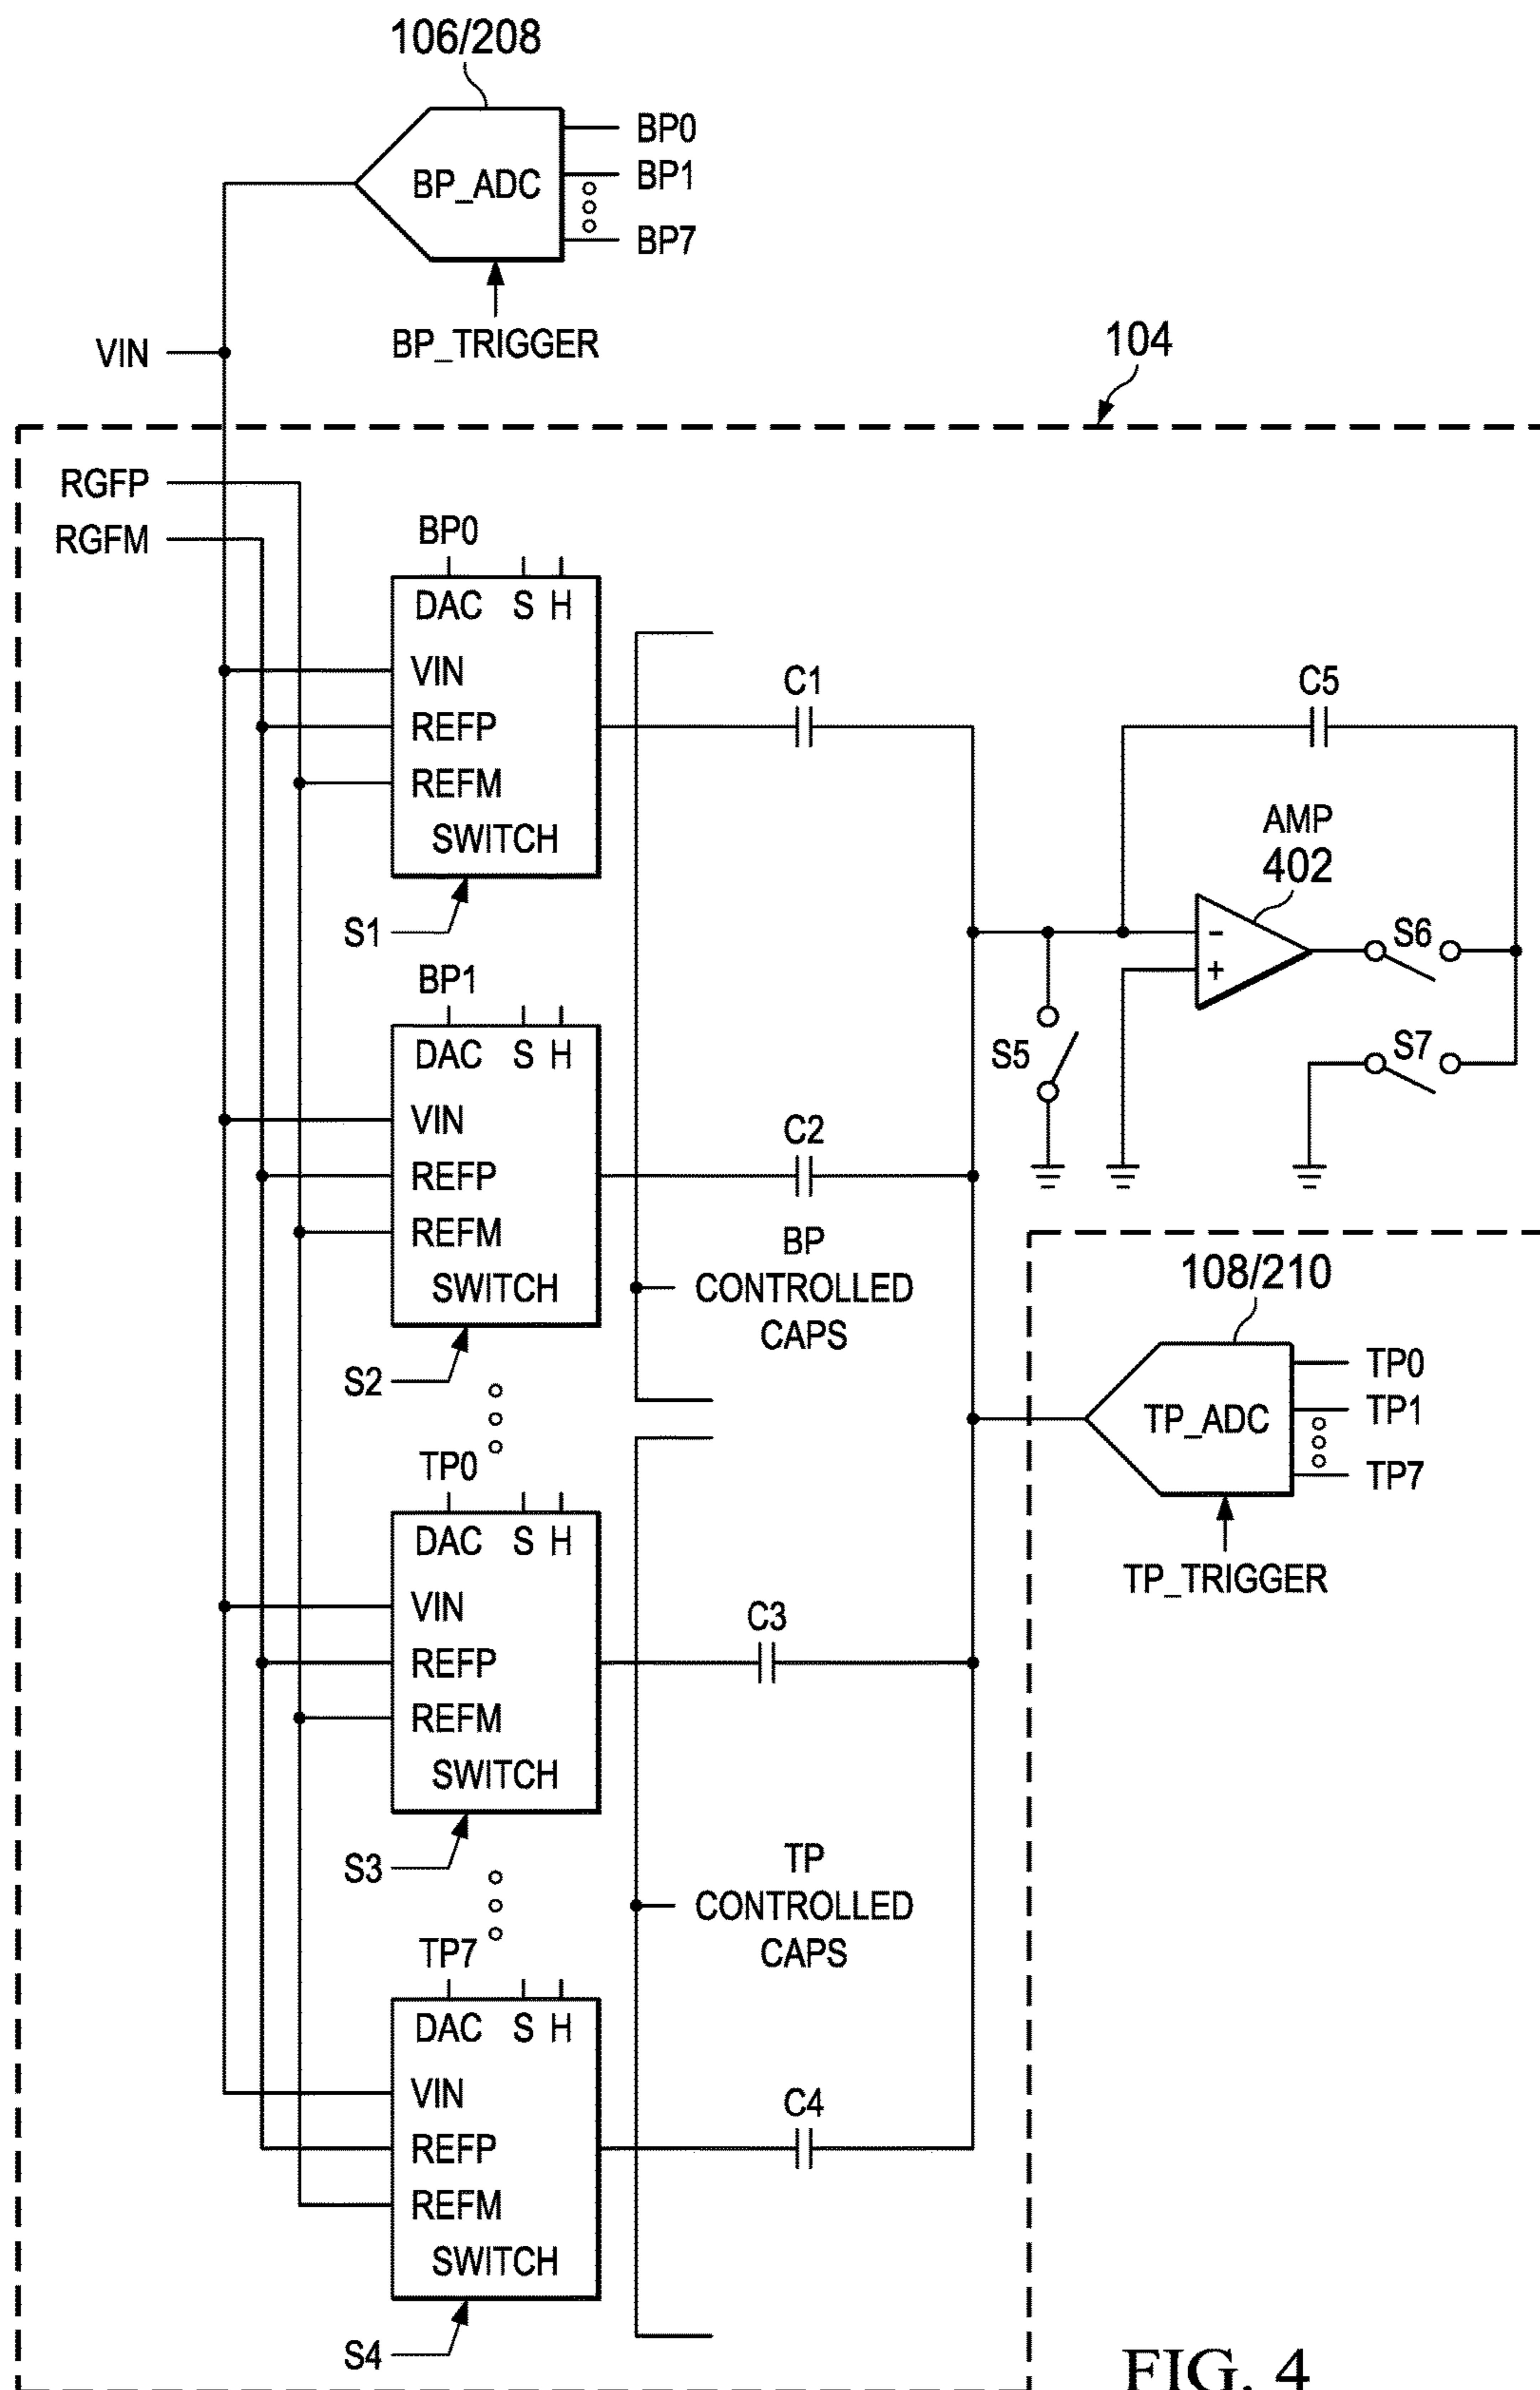 106/208
BP_ADC
BP0
BP1
BP7
BP_TRIGGER
VIN
104
RGFP
RGFM
BP0
DAC S H
VIN
REFP
REFM
SWITCH
S1
C1
C5
AMP
402
-
+
S6
S5
S7
BP1
DAC S H
VIN
REFP
REFM
SWITCH
S2
C2
BP
CONTROLLED
CAPS
108/210
TP_ADC
TP0
TP1
TP7
TP_TRIGGER
TP0
DAC S H
VIN
REFP
REFM
SWITCH
S3
C3
TP
CONTROLLED
CAPS
TP7
DAC S H
VIN
REFP
REFM
SWITCH
S4
C4
FIG. 4